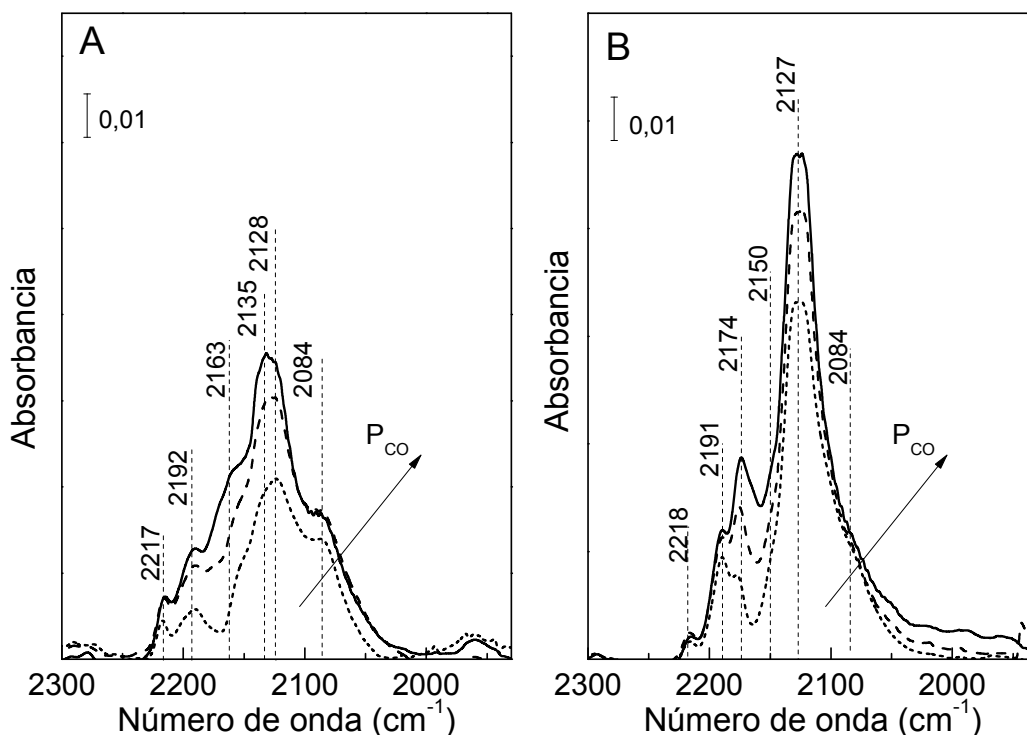 A
0,01
2217
2192
2163
2135
2128
2084
P_CO
Absorbancia
2300
2200
2100
2000
Número de onda (cm⁻¹)
B
0,01
2218
2191
2174
2150
2127
2084
P_CO
Absorbancia
2300
2200
2100
2000
Número de onda (cm⁻¹)